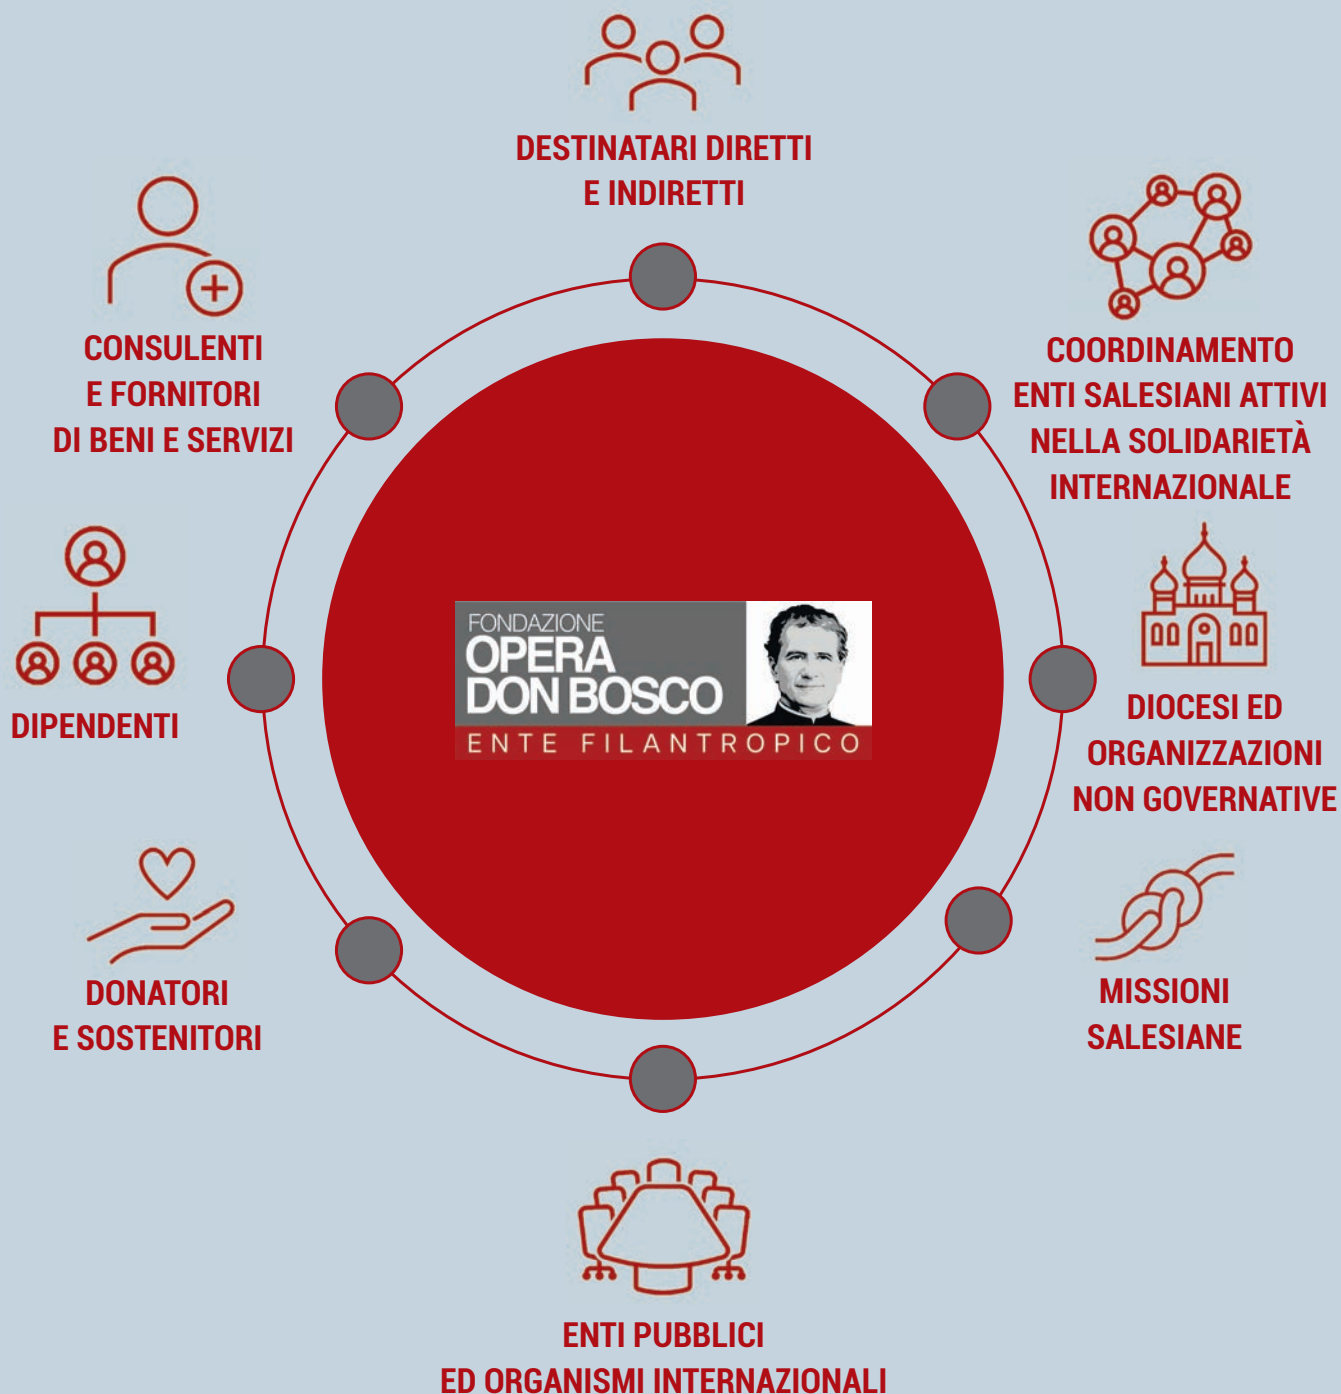 DESTINATARI DIRETTI
E INDIRETTI
COORDINAMENTO
ENTI SALESIANI ATTIVI
NELLA SOLIDARIETÀ
INTERNAZIONALE
DIOCESI ED
ORGANIZZAZIONI
NON GOVERNATIVE
MISSIONI
SALESIANE
ENTI PUBBLICI
ED ORGANISMI INTERNAZIONALI
DONATORI
E SOSTENITORI
DIPENDENTI
CONSULENTI
E FORNITORI
DI BENI E SERVIZI
FONDAZIONE
OPERA
DON BOSCO
ENTE FILANTROPICO